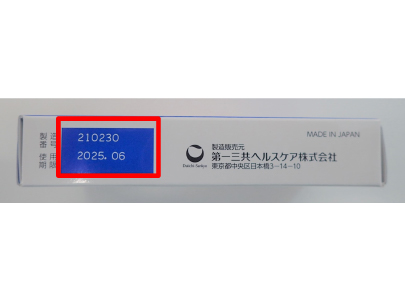 製造番号 210230
使用期限 2025.06
MADE IN JAPAN
製造販売元
第一三共ヘルスケア株式会社
東京都中央区日本橋3-14-10
Daiichi-Sankyo